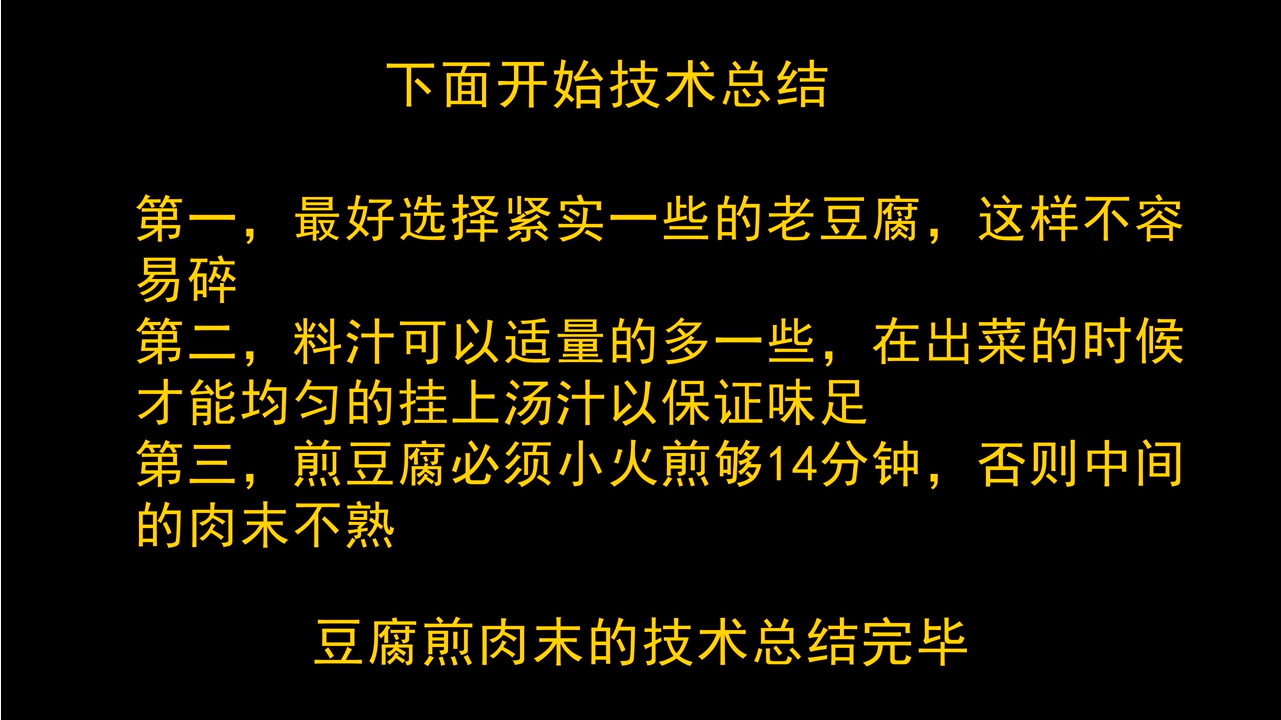 下面开始技术总结
第一，最好选择紧实一些的老豆腐，这样不容
易碎
第二，料汁可以适量的多一些，在出菜的时候
才能均匀的挂上汤汁以保证味足
第三，煎豆腐必须小火煎够14分钟，否则中间
的肉末不熟
豆腐煎肉末的技术总结完毕